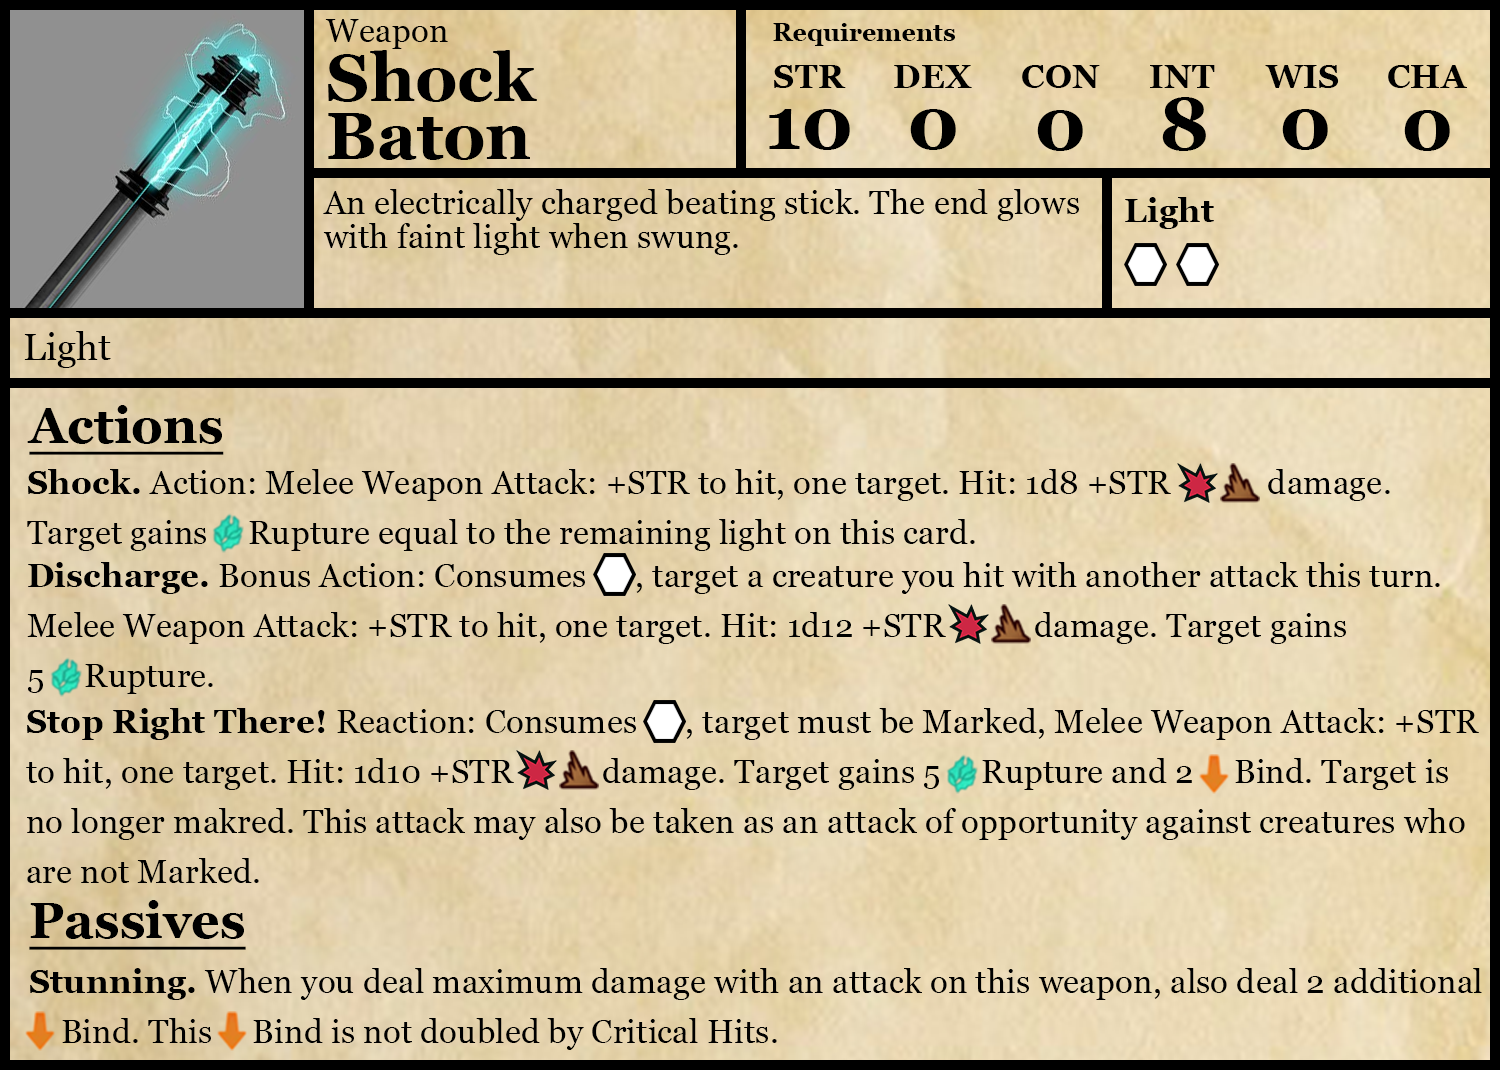 Weapon
Shock
Baton
Requirements
STR DEX CON INT WIS CHA
10 0 0 8 0 0
An electrically charged beating stick. The end glows
with faint light when swung.
Light
Light
Actions
Shock. Action: Melee Weapon Attack: +STR to hit, one target. Hit: 1d8 +STR damage.
Target gains Rupture equal to the remaining light on this card.
Discharge. Bonus Action: Consumes , target a creature you hit with another attack this turn.
Melee Weapon Attack: +STR to hit, one target. Hit: 1d12 +STR damage. Target gains
5 Rupture.
Stop Right There! Reaction: Consumes , target must be Marked, Melee Weapon Attack: +STR
to hit, one target. Hit: 1d10 +STR damage. Target gains 5 Rupture and 2 Bind. Target is
no longer makred. This attack may also be taken as an attack of opportunity against creatures who
are not Marked.
Passives
Stunning. When you deal maximum damage with an attack on this weapon, also deal 2 additional
Bind. This Bind is not doubled by Critical Hits.